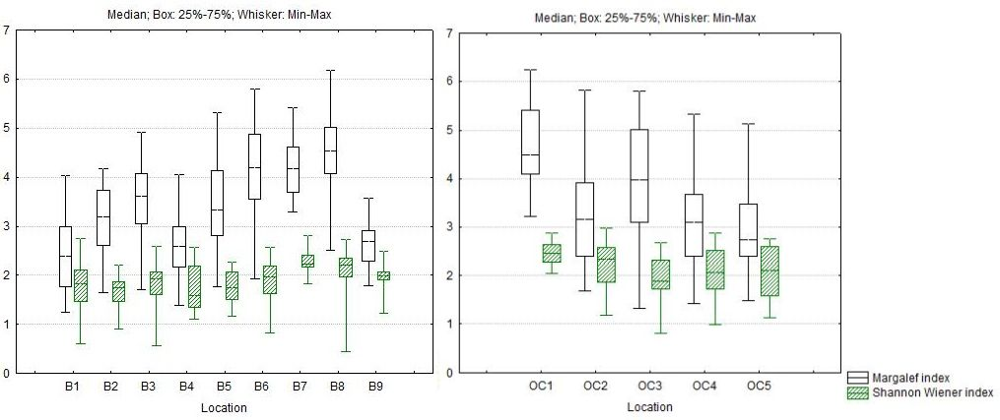 Median; Box: 25%-75%; Whisker: Min-Max
7
6
5
4
3
2
1
0
B1 B2 B3 B4 B5 B6 B7 B8 B9
Location
Median; Box: 25%-75%; Whisker: Min-Max
7
6
5
4
3
2
1
0
OC1 OC2 OC3 OC4 OC5
Location
Margalef index
Shannon Wiener index